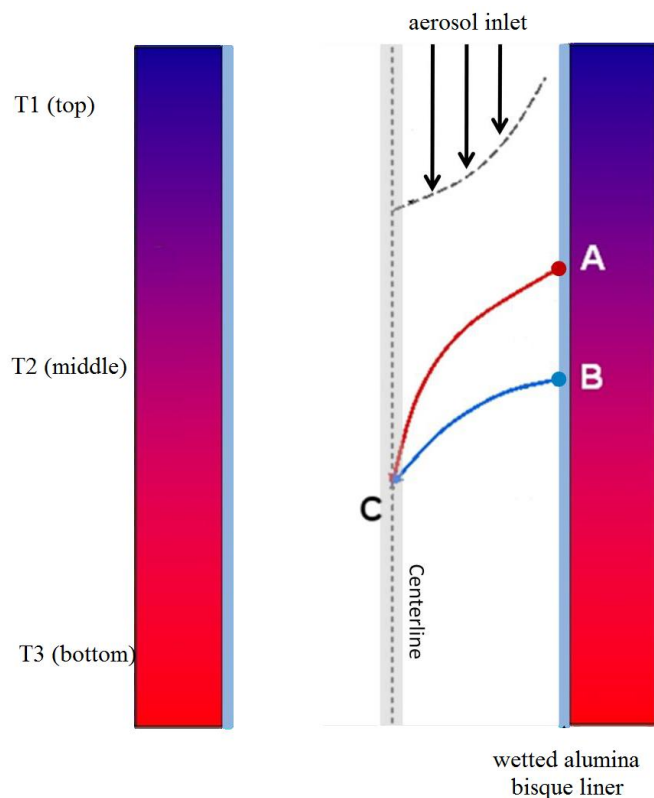 aerosol inlet
T1 (top)
A
T2 (middle)
B
C
Centerline
T3 (bottom)
wetted alumina
bisque liner